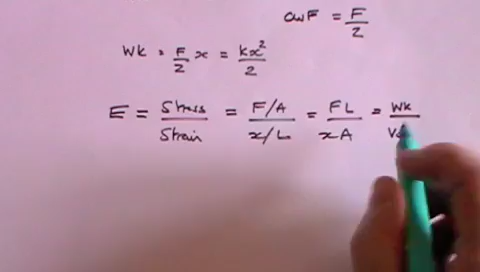 avF = F/2
Wk = F/2 x = kx²/2
E = Stress/Strain = F/A / x/L = FL/xA = Wk/